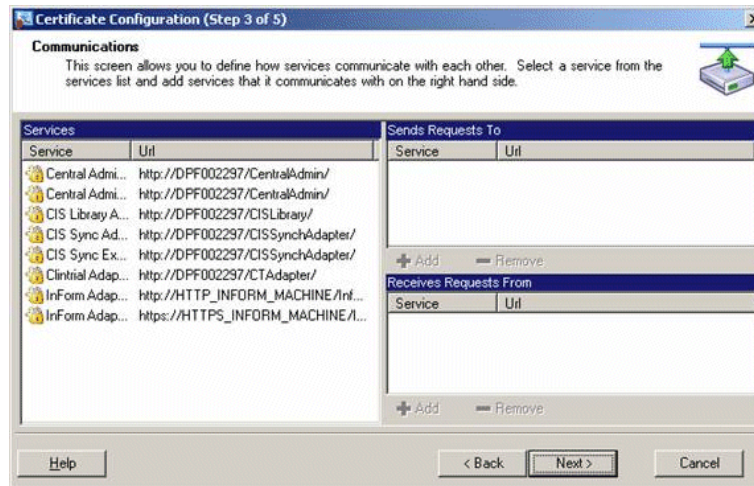 Certificate Configuration (Step 3 of 5)
Communications
This screen allows you to define how services communicate with each other. Select a service from the
services list and add services that it communicates with on the right hand side.
Services
Service Url
Central Admi... http://DPF002297/CentralAdmin/
Central Admi... http://DPF002297/CentralAdmin/
CIS Library A... http://DPF002297/CISLibrary/
CIS Sync Ad... http://DPF002297/CISSynchAdapter/
CIS Sync Ex... http://DPF002297/CISSynchAdapter/
Clintrial Adap... http://DPF002297/CTAdapter/
InForm Adap... http://HTTP_INFORM_MACHINE/Inf...
InForm Adap... https://HTTPS_INFORM_MACHINE/I...
Sends Requests To
Service Url
Add Remove
Receives Requests From
Service Url
Add Remove
Help < Back Next > Cancel